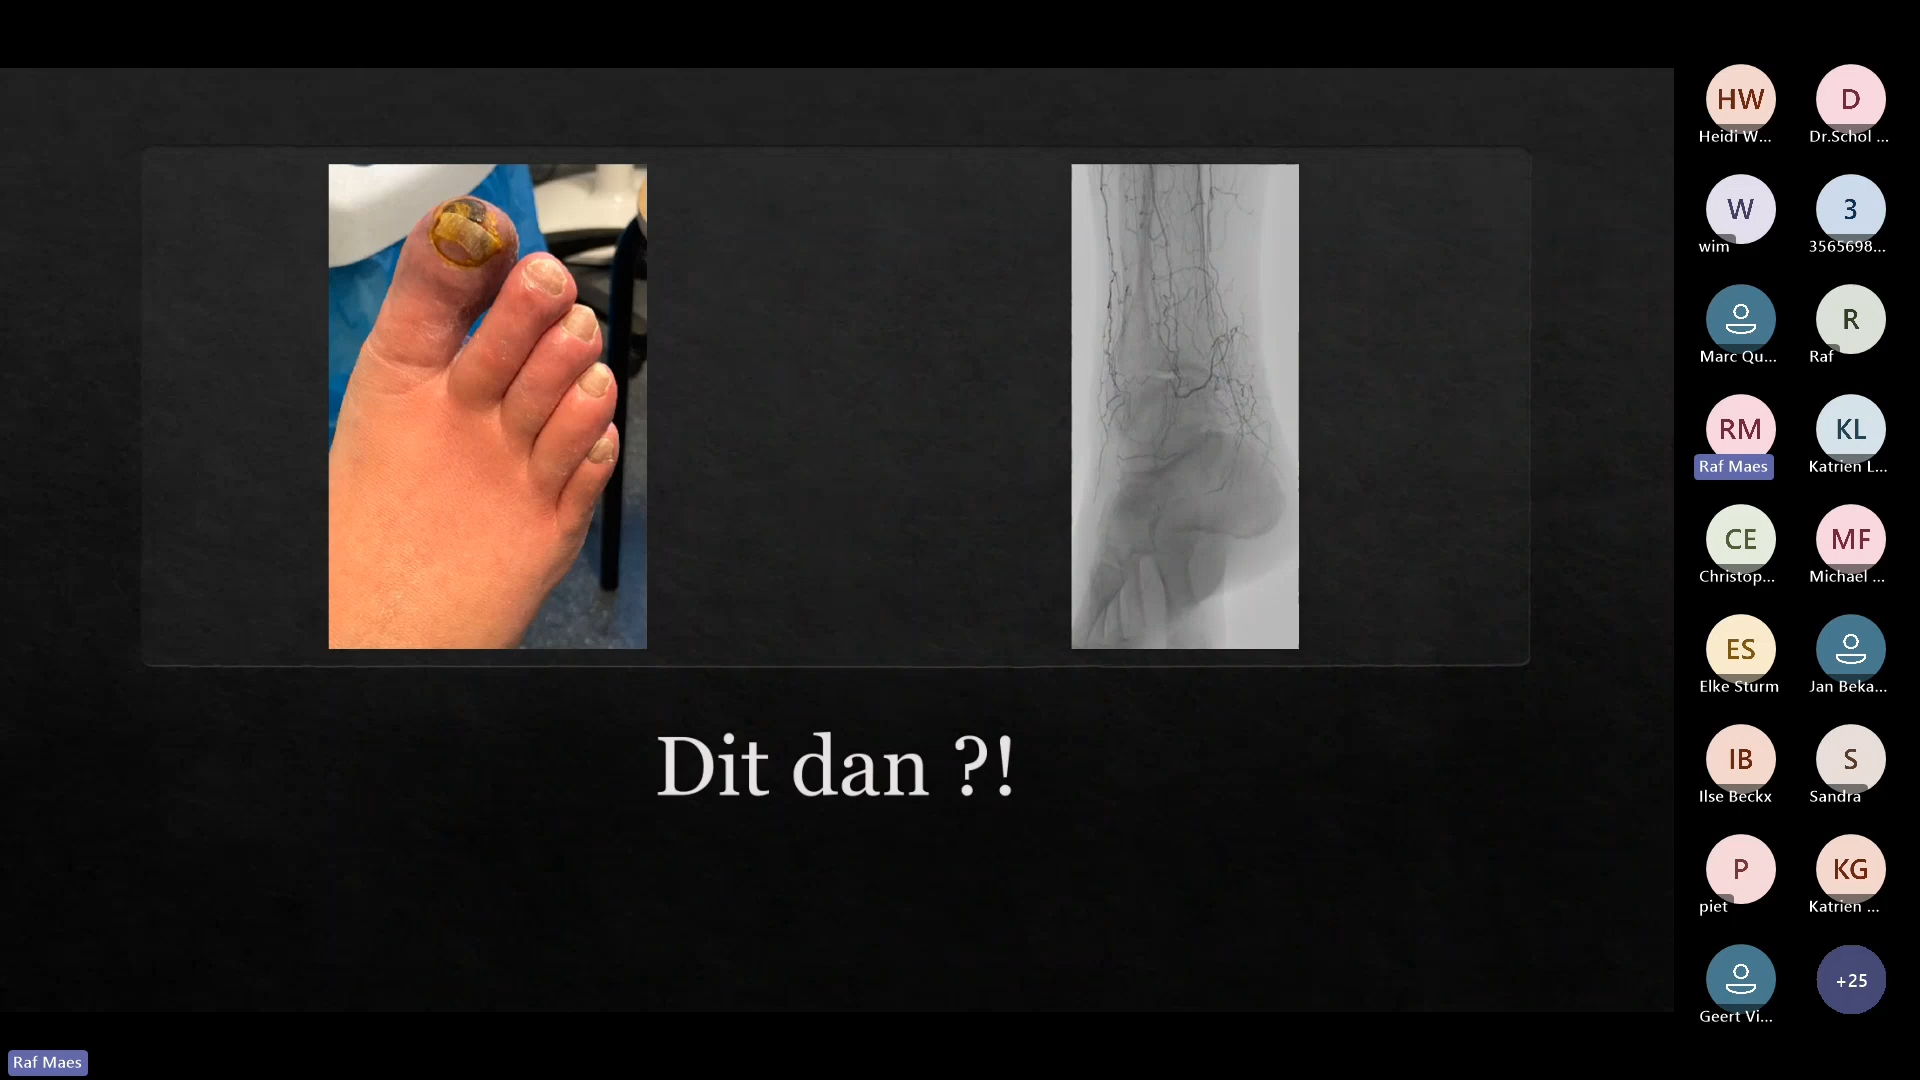 HW
D
Heidi W...
Dr.Schol ...
W
3
wim
3565698...
R
Marc Qu...
Raf
RM
KL
Raf Maes
Katrien L...
CE
MF
Christop...
Michael ...
ES
Elke Sturm
Jan Beka...
IB
S
Ilse Beckx
Sandra
P
KG
piet
Katrien ...
+25
Geert Vi...
Dit dan ?!
Raf Maes